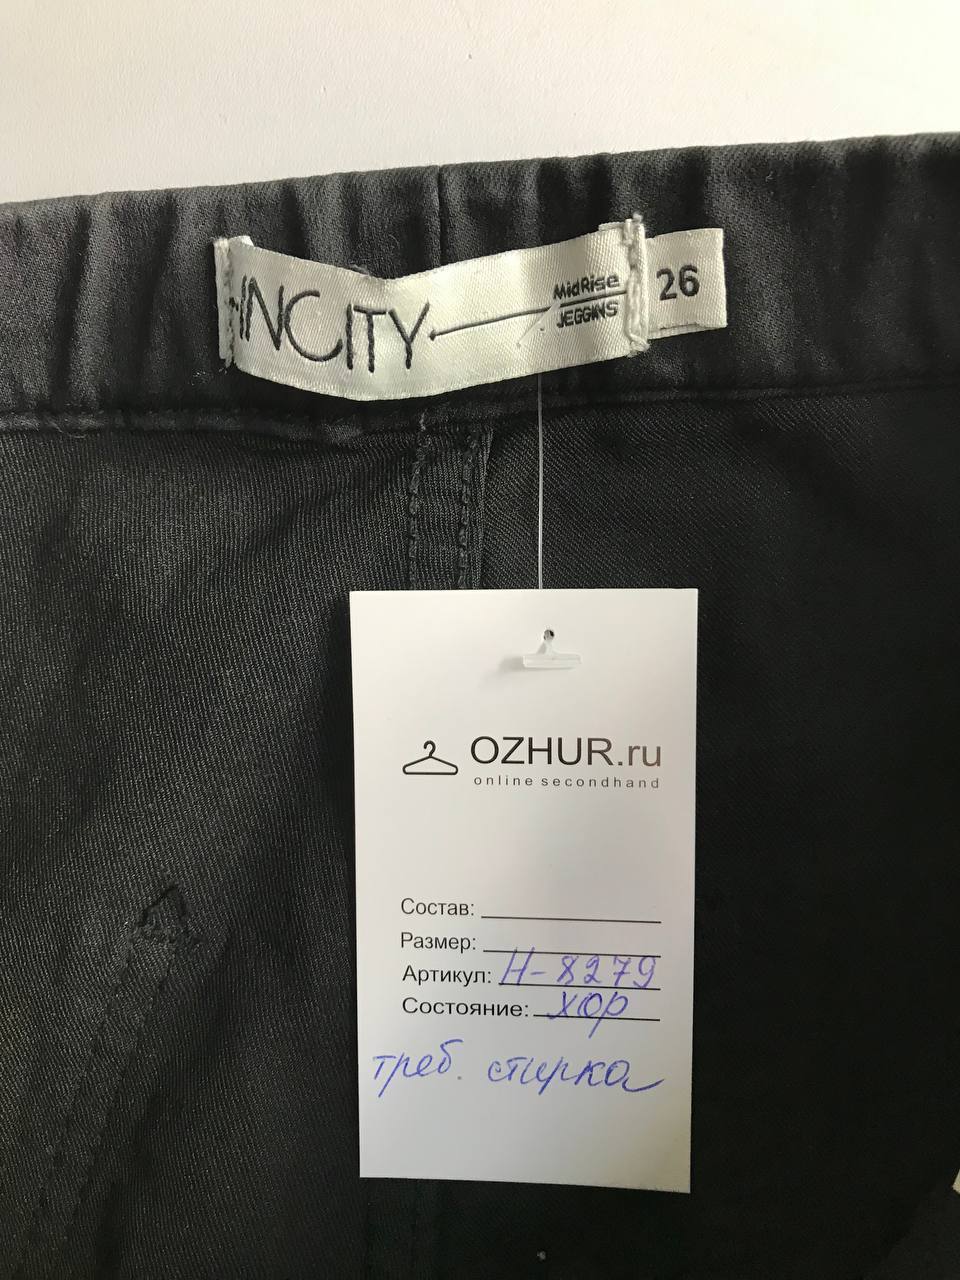 INCITY
MidRise
JEGGINS
26
OZHUR.ru
online secondhand
Состав:
Размер:
Артикул: Н-8279
Состояние: хор
треб. стирка